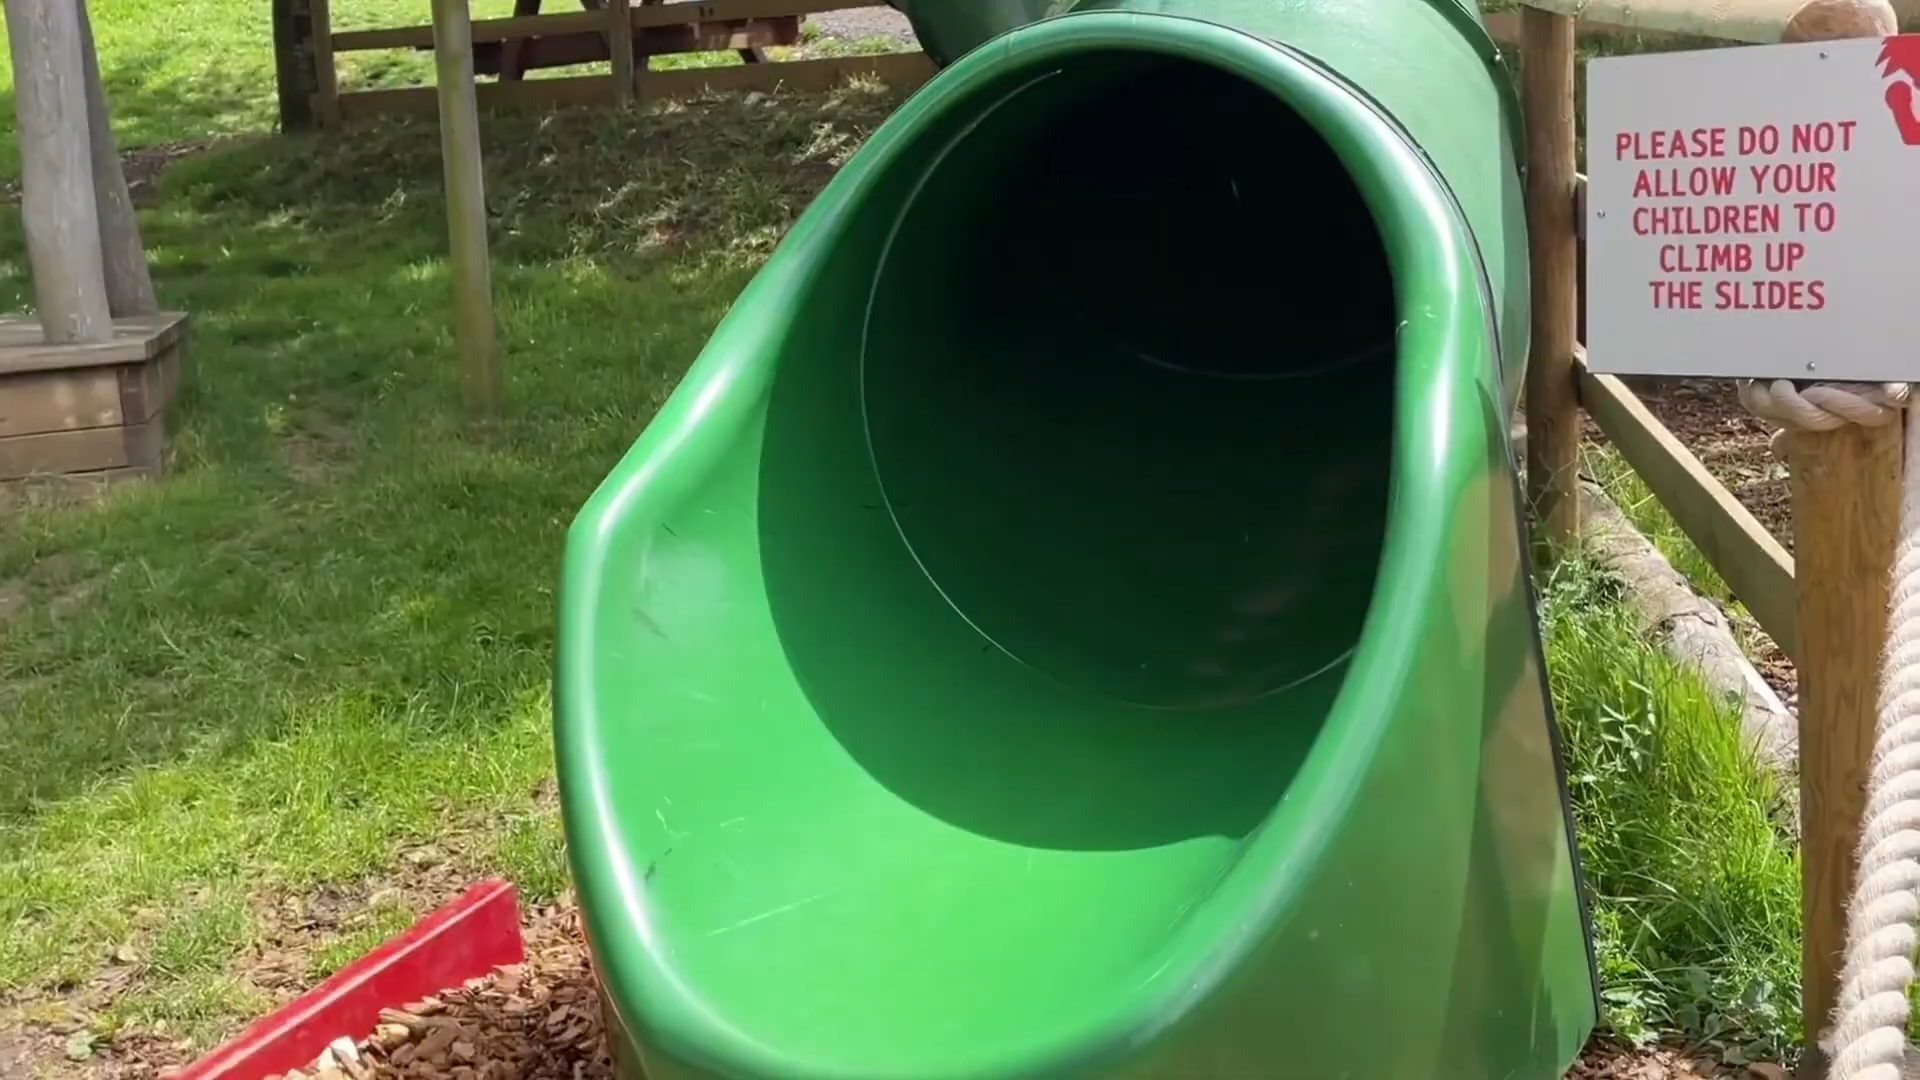 PLEASE DO NOT
ALLOW YOUR
CHILDREN TO
CLIMB UP
THE SLIDES